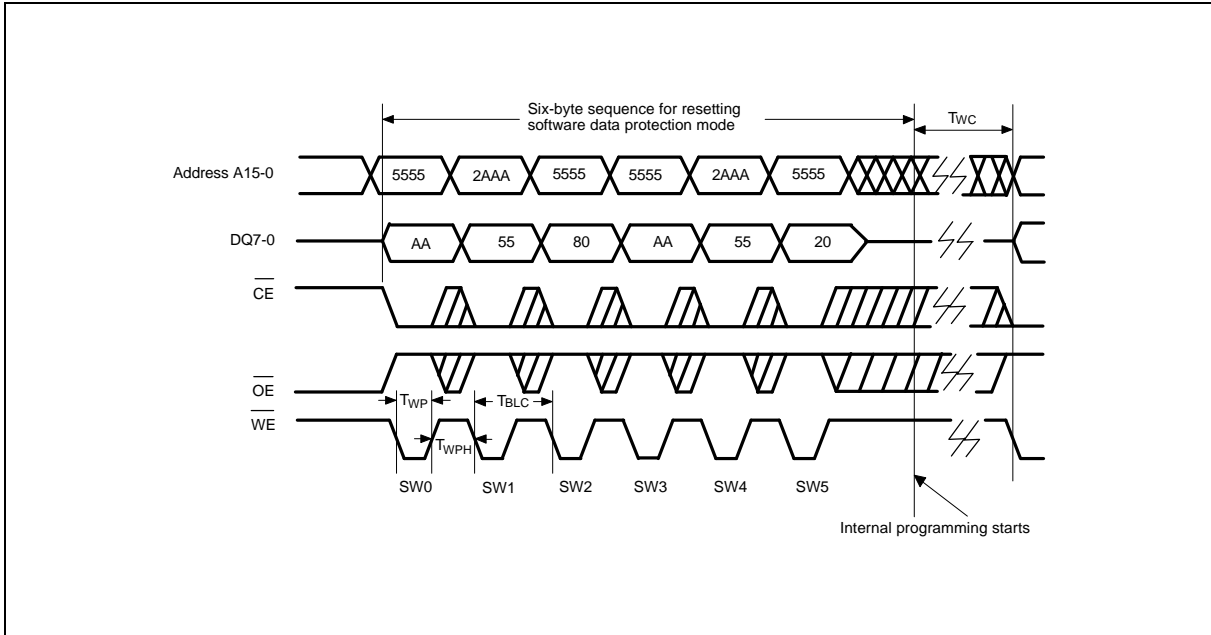 Six-byte sequence for resetting
software data protection mode
TWC
Address A15-0
5555 2AAA 5555 5555 2AAA 5555
DQ7-0
AA 55 80 AA 55 20
CE
OE
TWP TBLC
WE
TWPH
SW0 SW1 SW2 SW3 SW4 SW5
Internal programming starts